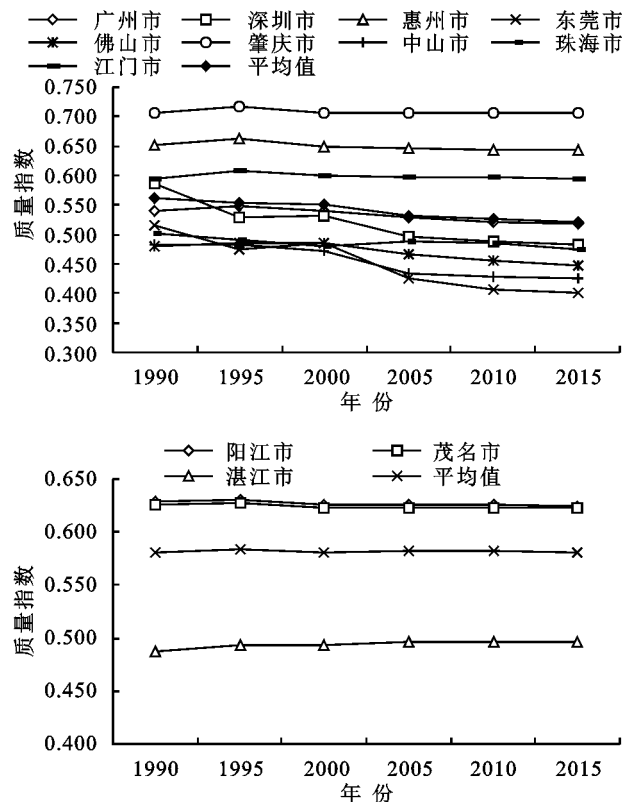 广州市 深圳市 惠州市 东莞市
佛山市 肇庆市 中山市 珠海市
江门市 平均值
0.750
0.700
0.650
0.600
0.550
0.500
0.450
0.400
0.350
0.300
质量指数
1990 1995 2000 2005 2010 2015
年 份
阳江市 茂名市
湛江市 平均值
0.650
0.600
0.550
0.500
0.450
0.400
质量指数
1990 1995 2000 2005 2010 2015
年 份